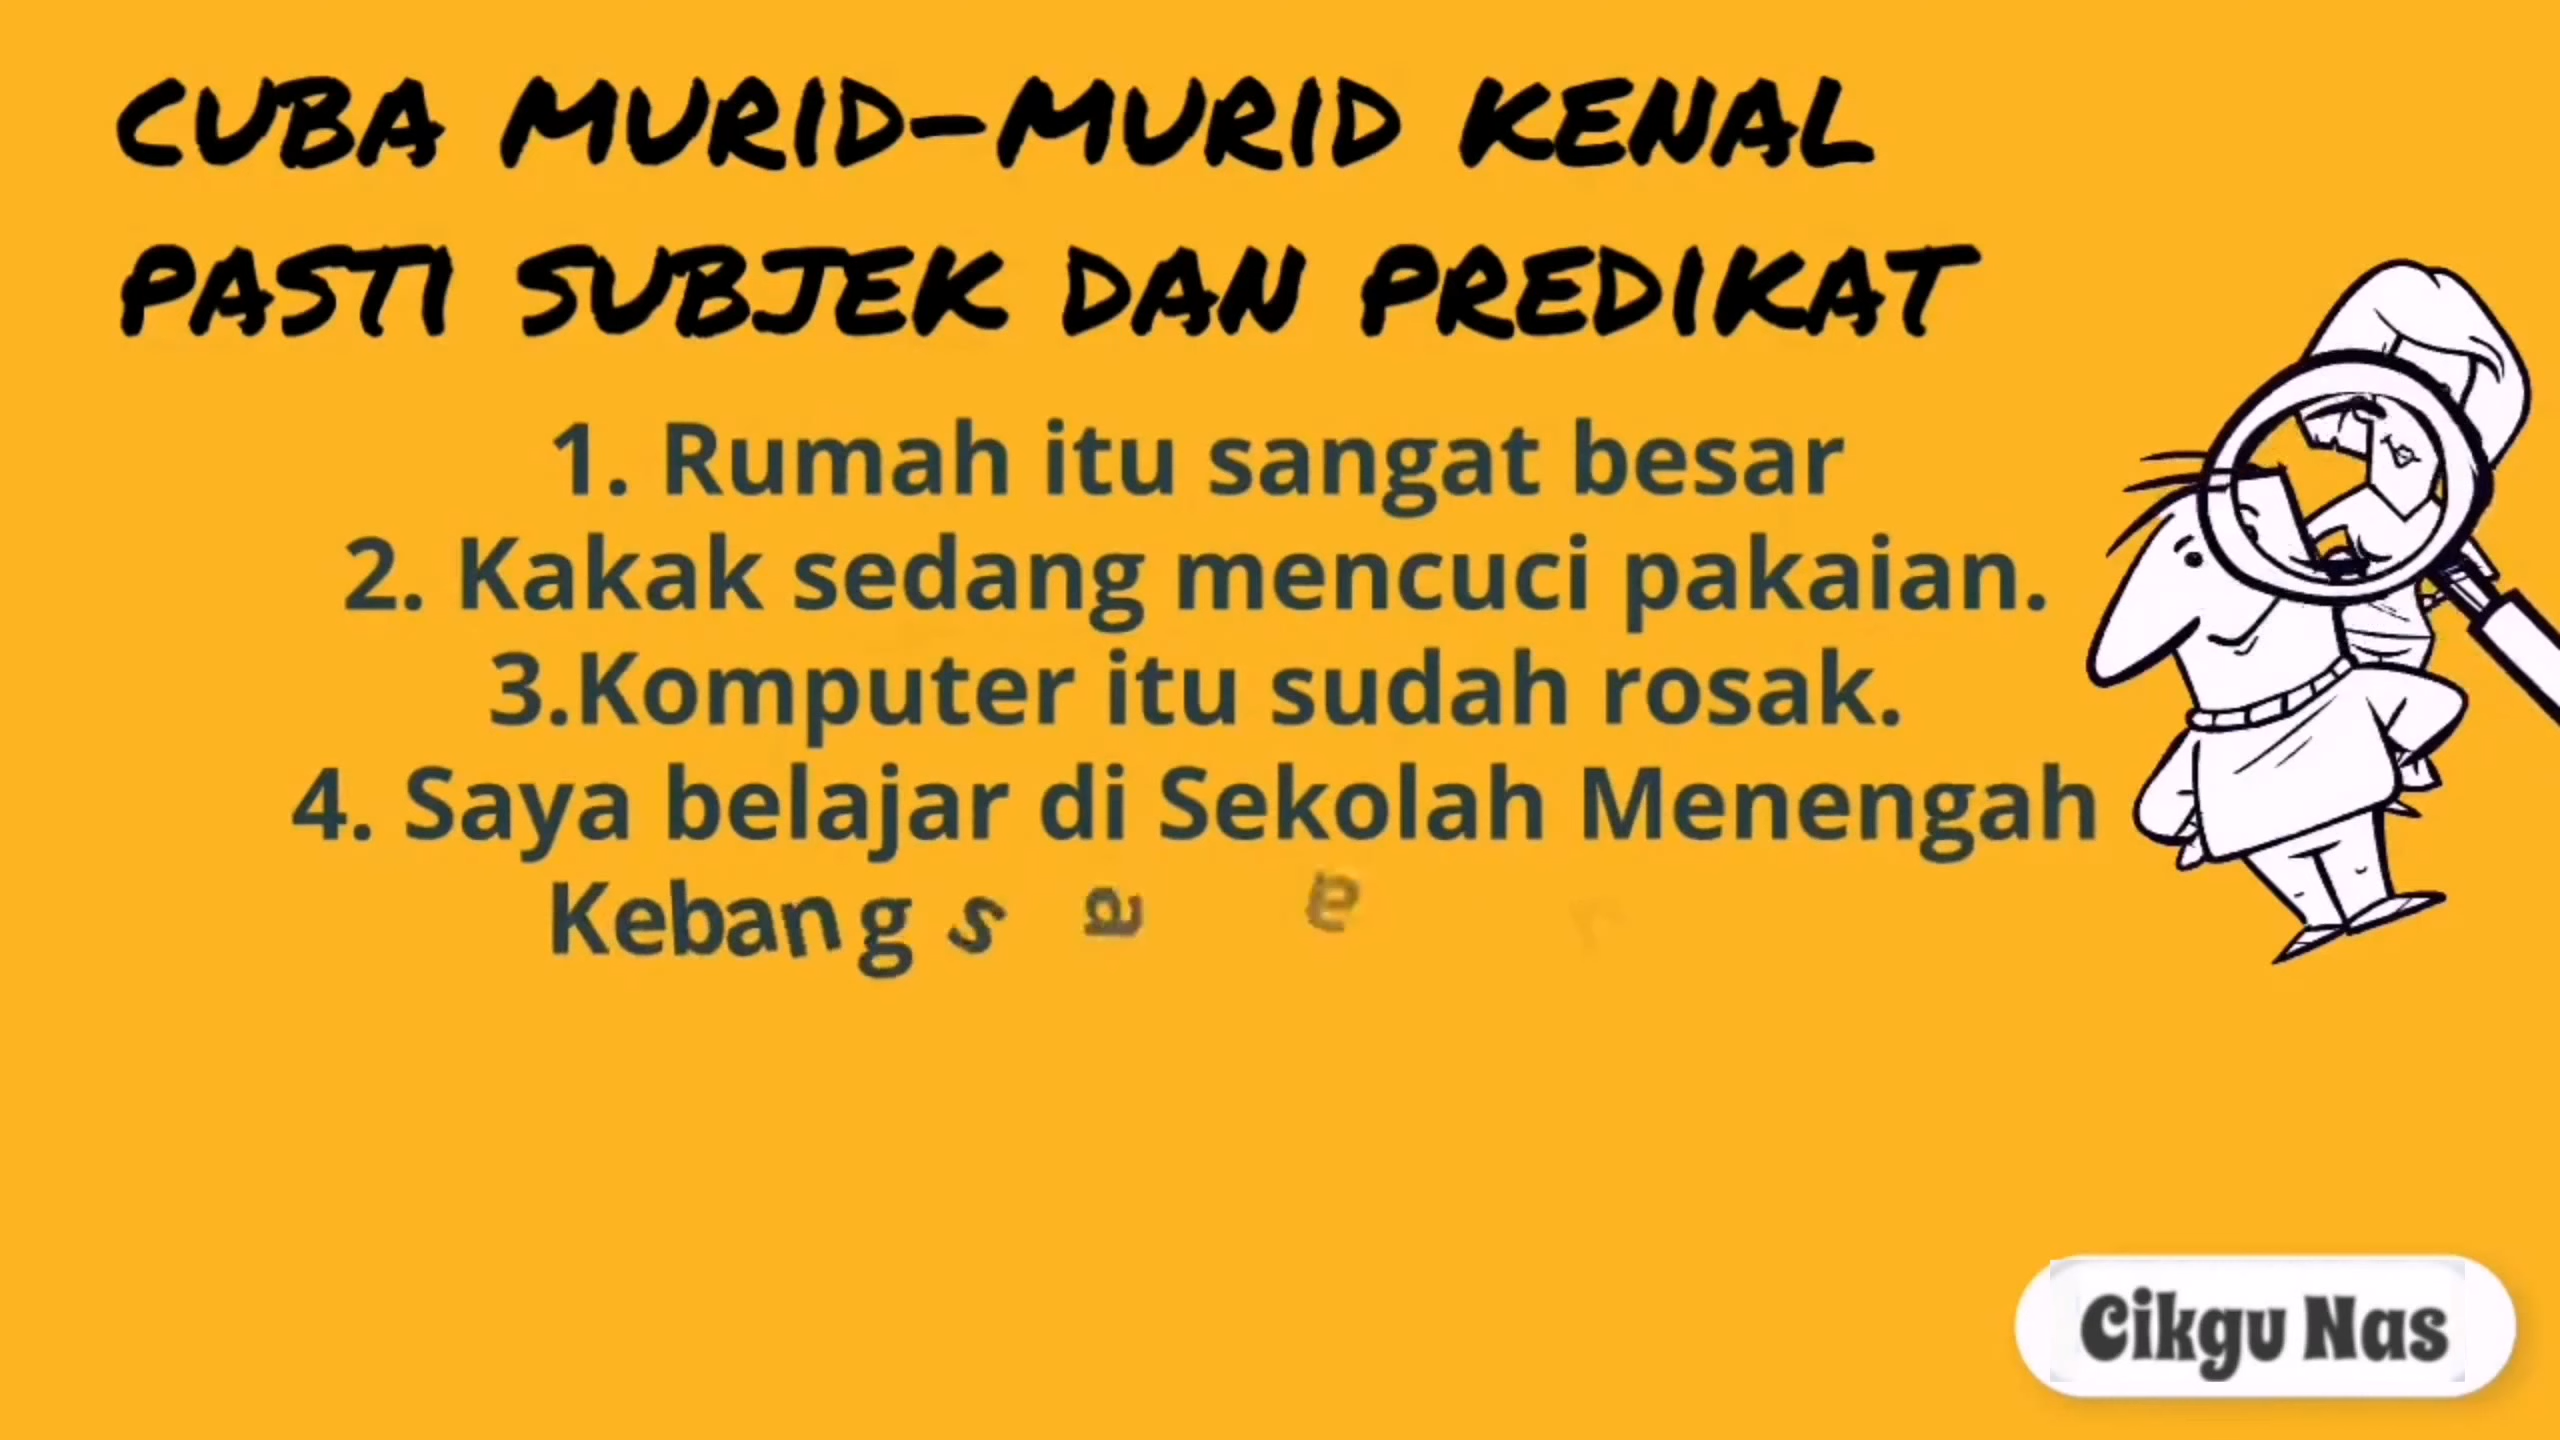 CUBA MURID-MURID KENAL
PASTI SUBJEK DAN PREDIKAT
1. Rumah itu sangat besar
2. Kakak sedang mencuci pakaian.
3.Komputer itu sudah rosak.
4. Saya belajar di Sekolah Menengah
Cikgu Nas